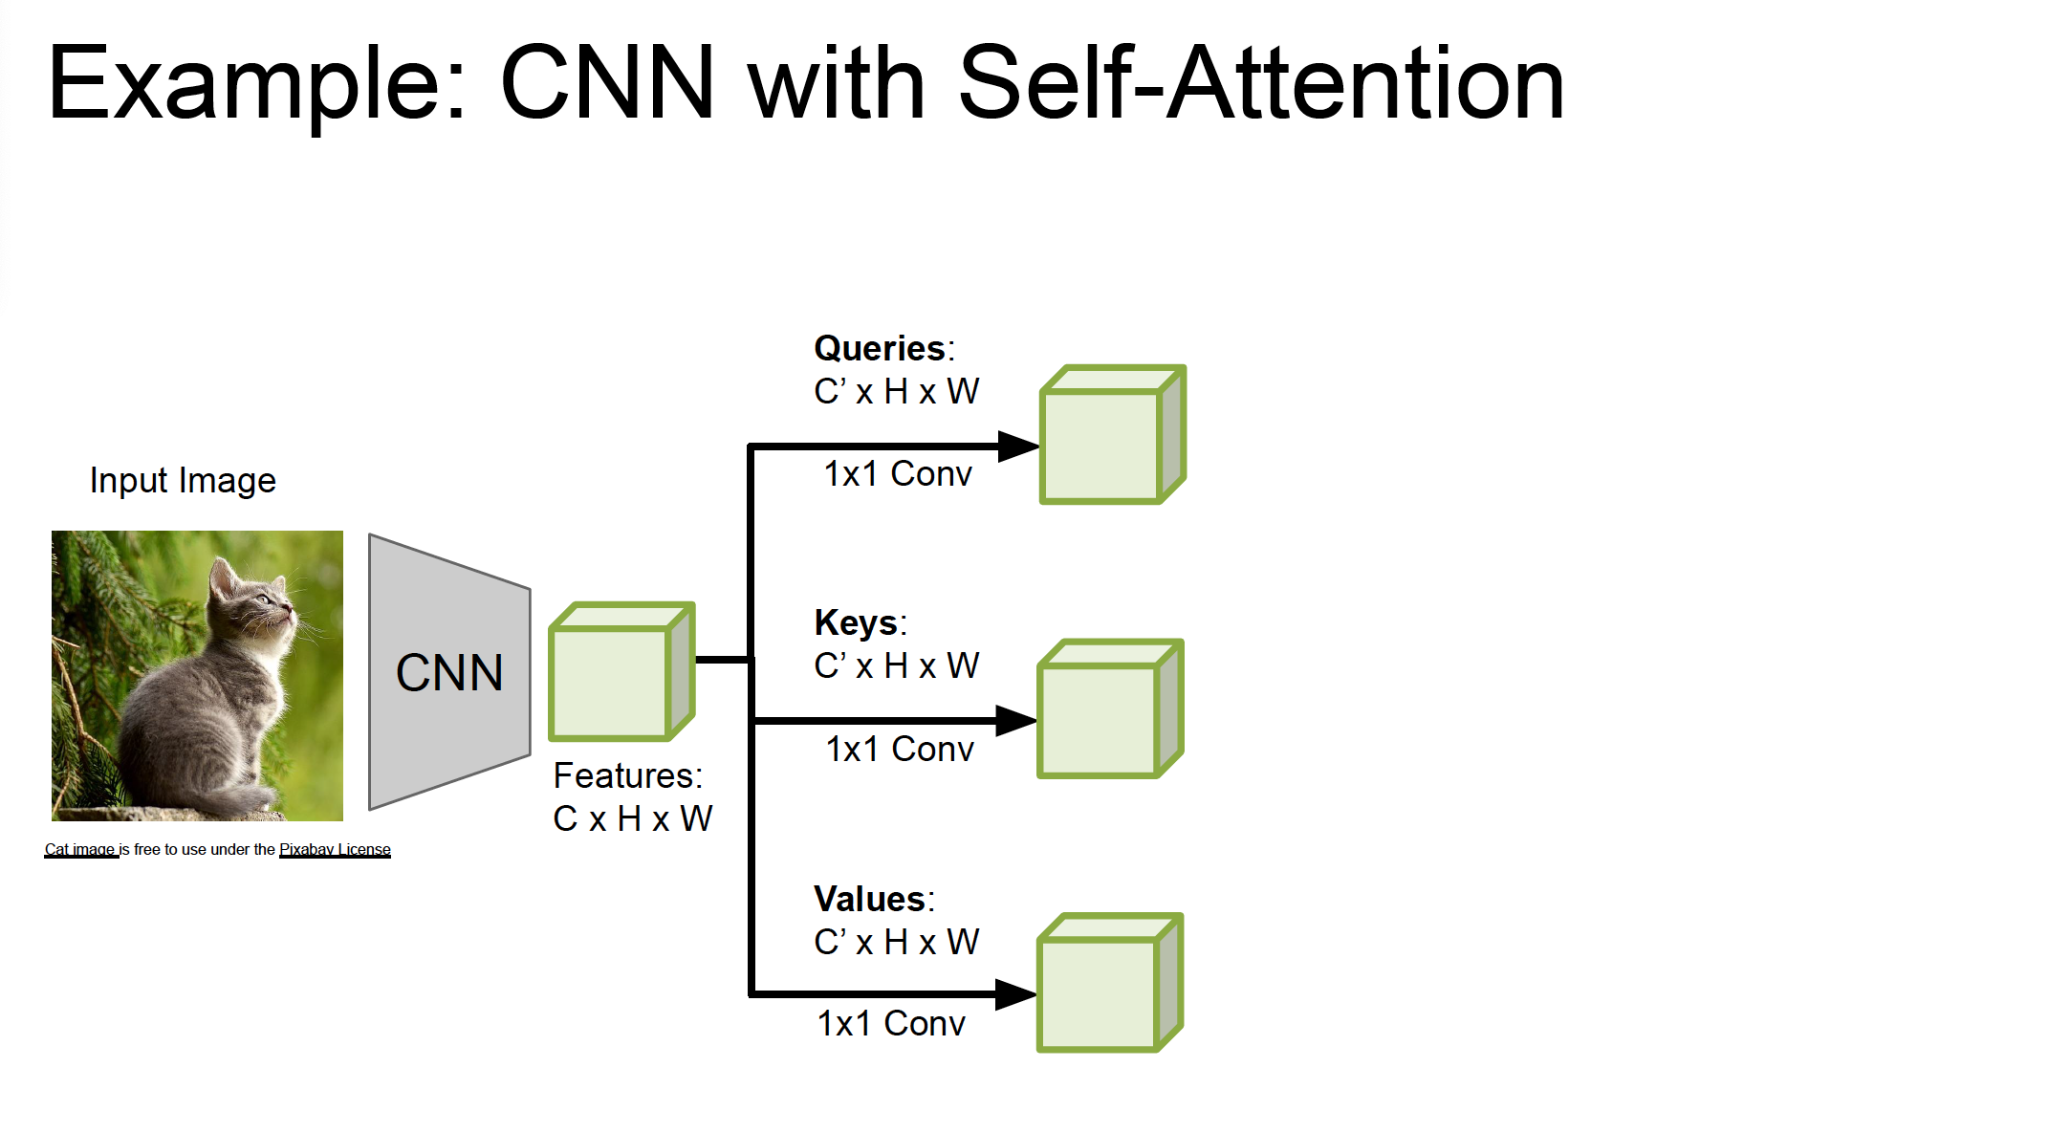 Example: CNN with Self-Attention
Queries:
C’ x H x W
1x1 Conv
Input Image
Keys:
C’ x H x W
CNN
1x1 Conv
Features:
C x H x W
Cat image is free to use under the Pixabay License
Values:
C’ x H x W
1x1 Conv